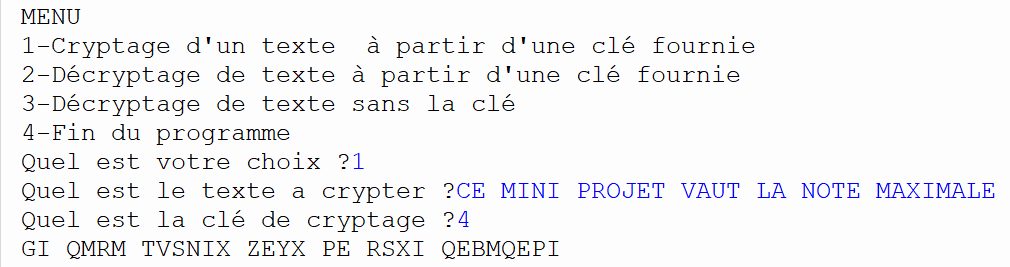 MENU
1-Cryptage d'un texte  à partir d'une clé fournie
2-Décryptage de texte à partir d'une clé fournie
3-Décryptage de texte sans la clé
4-Fin du programme
Quel est votre choix ?1
Quel est le texte a crypter ?CE MINI PROJET VAUT LA NOTE MAXIMALE
Quel est la clé de cryptage ?4
GI QMRM TVSNIX ZEYX PE RSXI QEBMQEPI